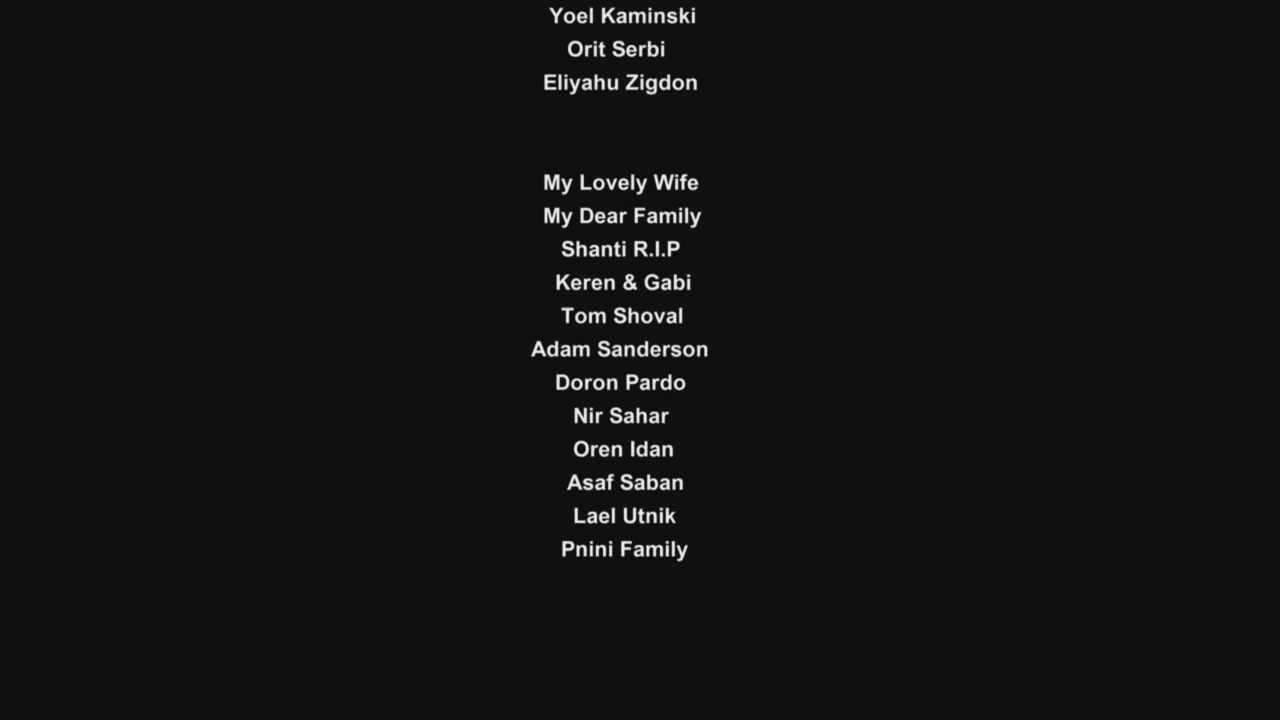 Yoel Kaminski
Orit Serbi
Eliyahu Zigdon
My Lovely Wife
My Dear Family
Shanti R.I.P
Keren & Gabi
Tom Shoval
Adam Sanderson
Doron Pardo
Nir Sahar
Oren Idan
Asaf Saban
Lael Utnik
Pnini Family